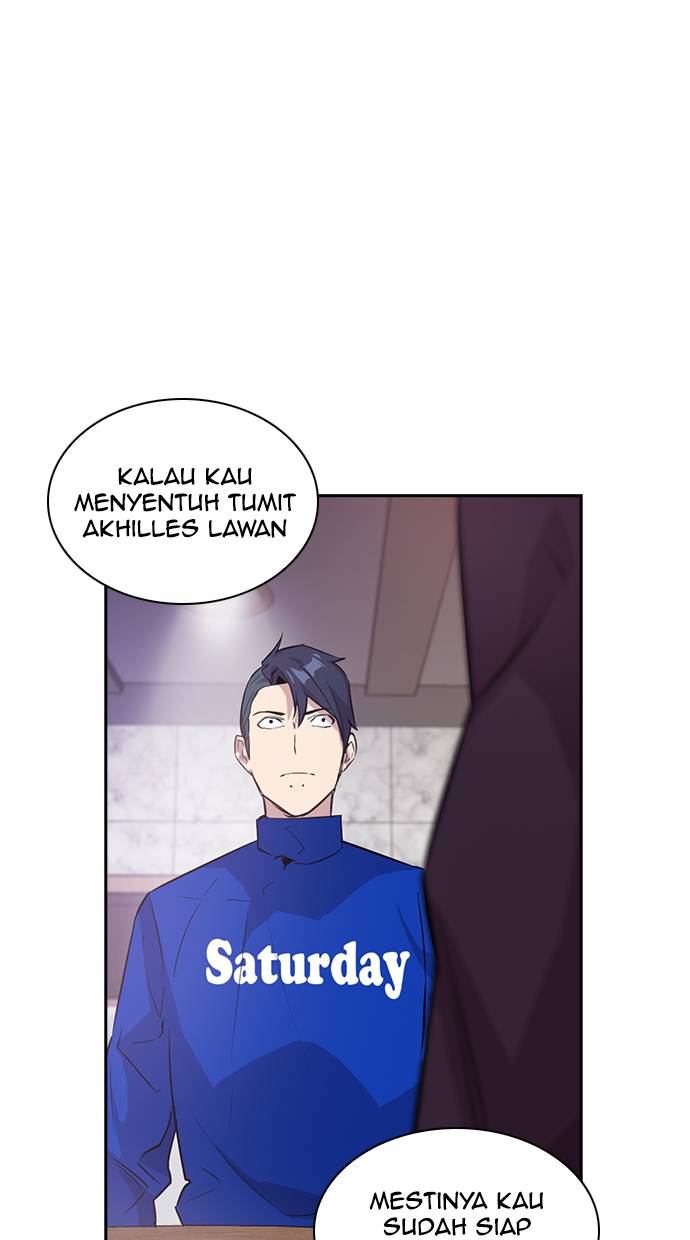 KALAU KAU
MENYENTUH TUMIT
AKHILLES LAWAN
Saturday
MESTINYA KAU
SUDAH SIAP